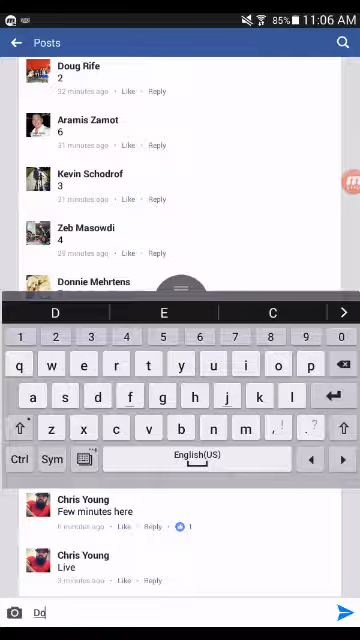 85% 11:06 AM
Posts
Doug Rife
2
32 minutes ago • Like • Reply
Aramis Zamot
6
31 minutes ago • Like • Reply
Kevin Schodrof
3
31 minutes ago • Like • Reply
Zeb Masowdi
4
29 minutes ago • Like • Reply
Donnie Mehrtens
D E C
1 2 3 4 5 6 7 8 9 0
q w e r t y u i o p
a s d f g h j k l
z x c v b n m , ! . ?
Ctrl Sym English(US)
Chris Young
Few minutes here
6 minutes ago • Like • Reply • 1
Chris Young
Live
3 minutes ago • Like • Reply
Do